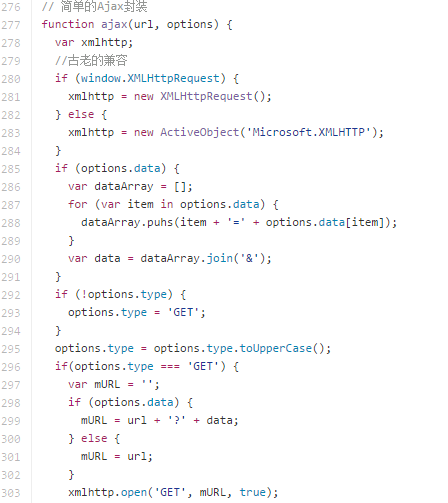 276 // 简单的Ajax封装
277 function ajax(url, options) {
278 var xmlhttp;
279 //古老的兼容
280 if (window.XMLHttpRequest) {
281 xmlhttp = new XMLHttpRequest();
282 } else {
283 xmlhttp = new ActiveObject('Microsoft.XMLHTTP');
284 }
285 if (options.data) {
286 var dataArray = [];
287 for (var item in options.data) {
288 dataArray.puhs(item + '=' + options.data[item]);
289 }
290 var data = dataArray.join('&');
291 }
292 if (!options.type) {
293 options.type = 'GET';
294 }
295 options.type = options.type.toUpperCase();
296 if(options.type === 'GET') {
297 var mURL = '';
298 if (options.data) {
299 mURL = url + '?' + data;
300 } else {
301 mURL = url;
302 }
303 xmlhttp.open('GET', mURL, true);